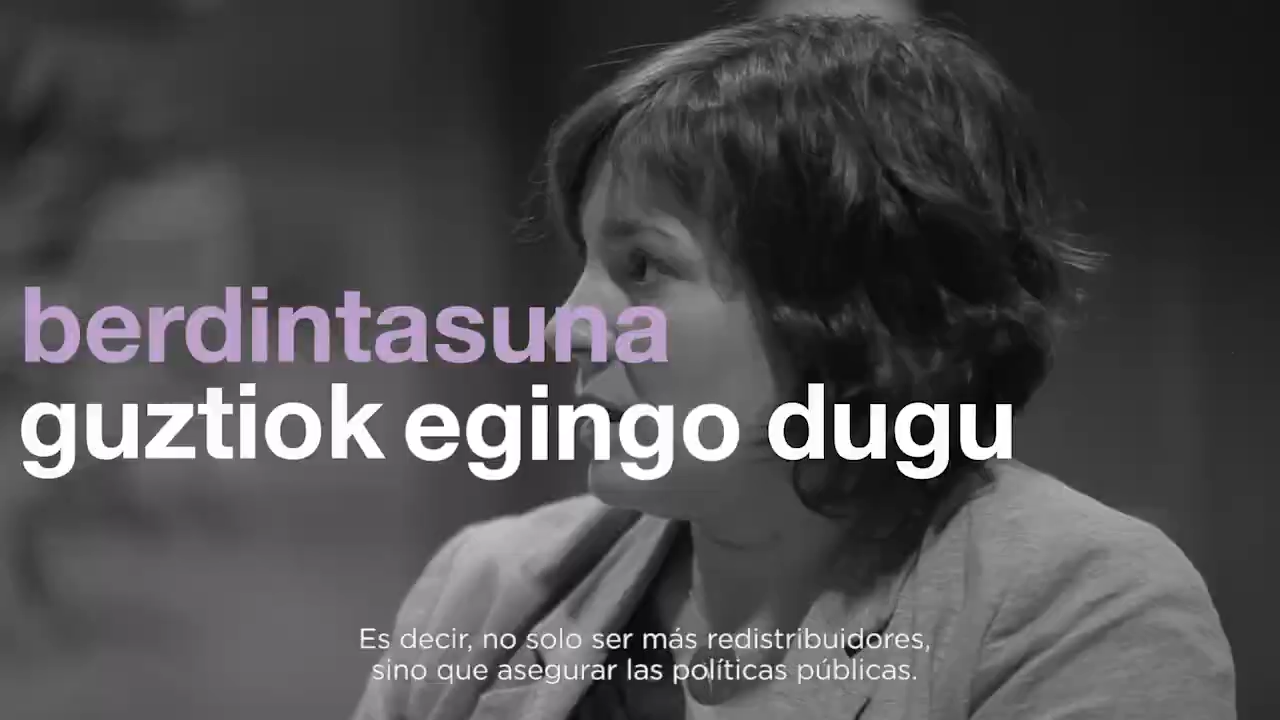 berdintasuna
guztiok egingo dugu
Es decir, no solo ser más redistribuidores,
sino que asegurar las políticas públicas.